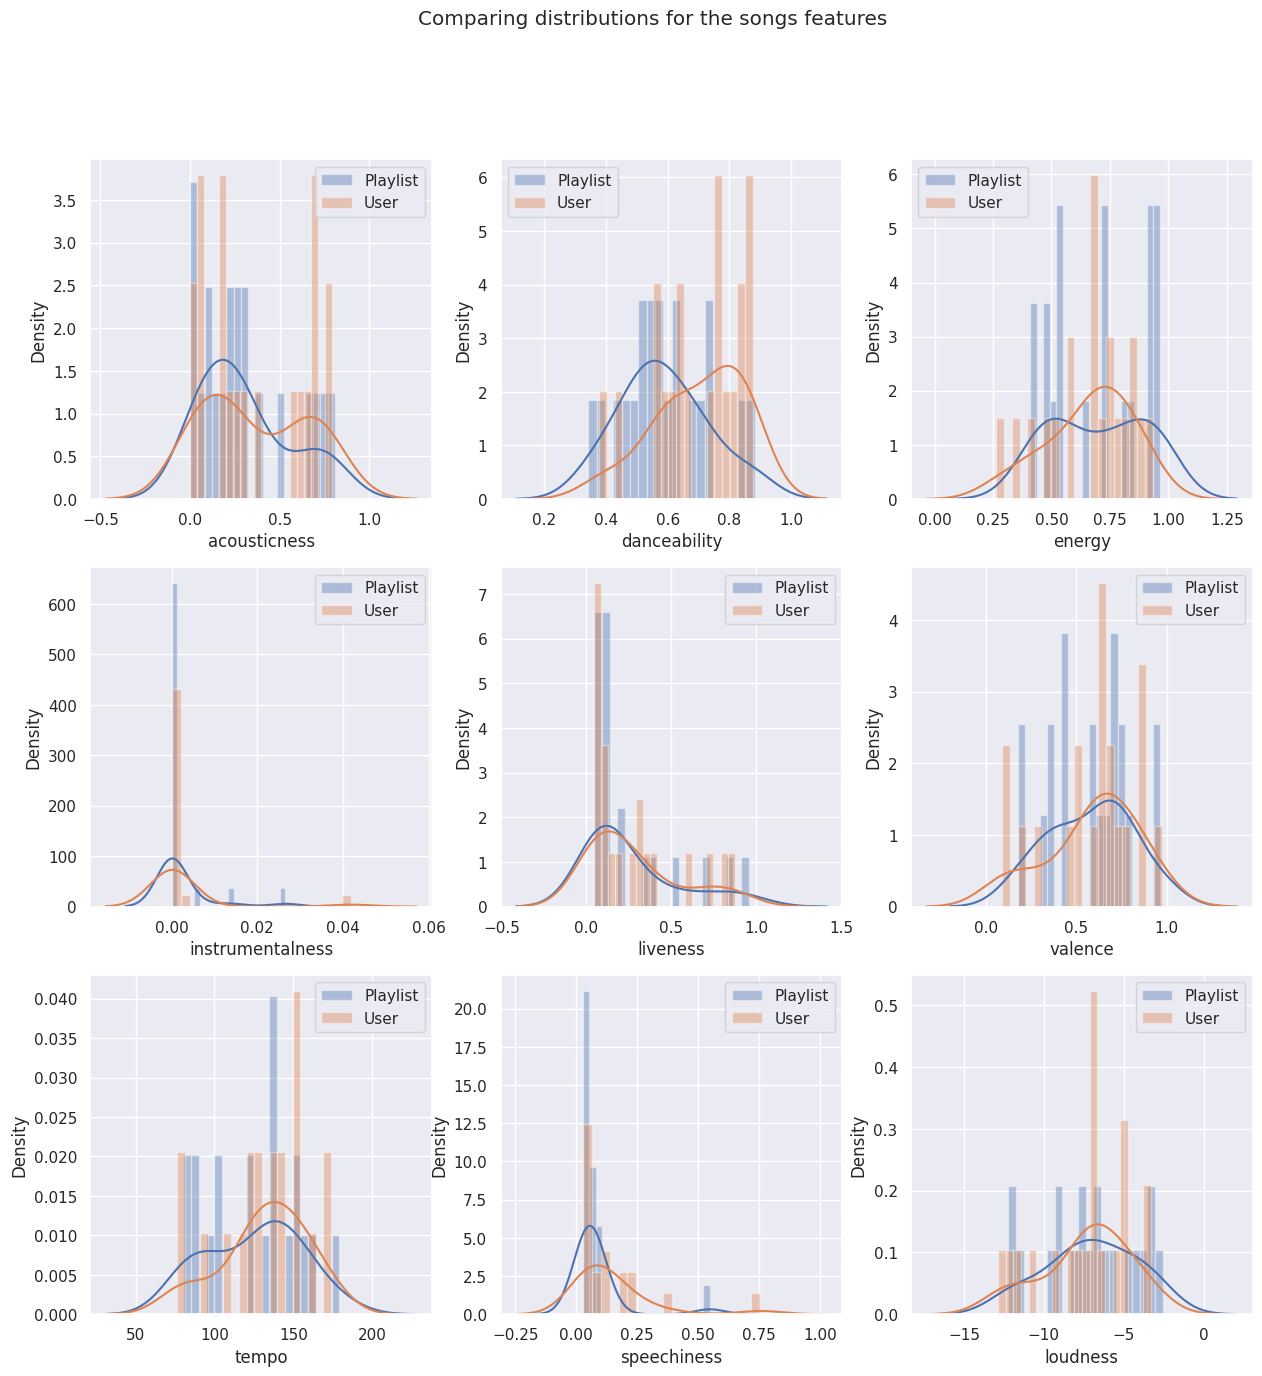 Comparing distributions for the songs features
Playlist
User
Density
3.5
3.0
2.5
2.0
1.5
1.0
0.5
0.0
−0.5 0.0 0.5 1.0
acousticness
Playlist
User
Density
6
5
4
3
2
1
0
0.2 0.4 0.6 0.8 1.0
danceability
Playlist
User
Density
6
5
4
3
2
1
0
0.00 0.25 0.50 0.75 1.00 1.25
energy
Playlist
User
Density
600
500
400
300
200
100
0
0.00 0.02 0.04 0.06
instrumentalness
Playlist
User
Density
7
6
5
4
3
2
1
0
−0.5 0.0 0.5 1.0 1.5
liveness
Playlist
User
Density
4
3
2
1
0
0.0 0.5 1.0
valence
Playlist
User
Density
0.040
0.035
0.030
0.025
0.020
0.015
0.010
0.005
0.000
50 100 150 200
tempo
Playlist
User
Density
20.0
17.5
15.0
12.5
10.0
7.5
5.0
2.5
0.0
−0.25 0.00 0.25 0.50 0.75 1.00
speechiness
Playlist
User
Density
0.5
0.4
0.3
0.2
0.1
0.0
−15 −10 −5 0
loudness